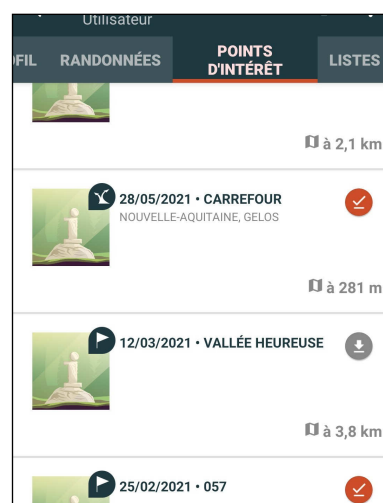 Utilisateur
FIL RANDONNÉES POINTS D'INTÉRÊT LISTES
à 2,1 km
28/05/2021 • CARREFOUR
NOUVELLE-AQUITAINE, GELOS
à 281 m
12/03/2021 • VALLÉE HEUREUSE
à 3,8 km
25/02/2021 • 057